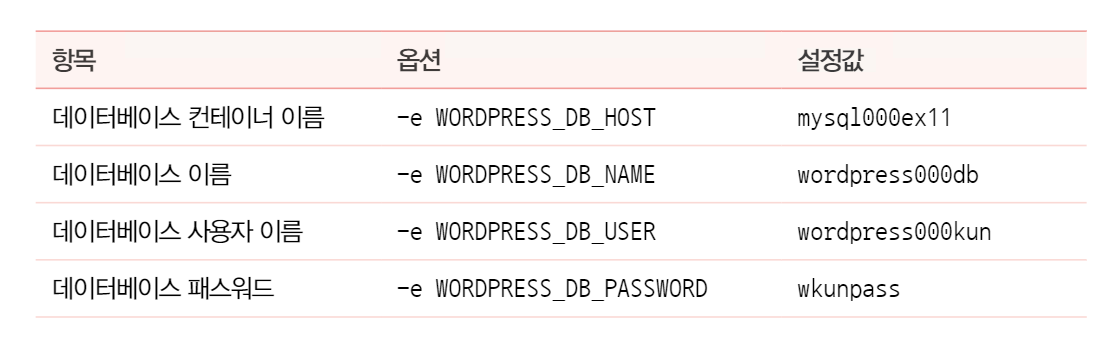 항목 옵션 설정값
데이터베이스 컨테이너 이름 -e WORDPRESS_DB_HOST mysql000ex11
데이터베이스 이름 -e WORDPRESS_DB_NAME wordpress000db
데이터베이스 사용자 이름 -e WORDPRESS_DB_USER wordpress000kun
데이터베이스 패스워드 -e WORDPRESS_DB_PASSWORD wkunpass